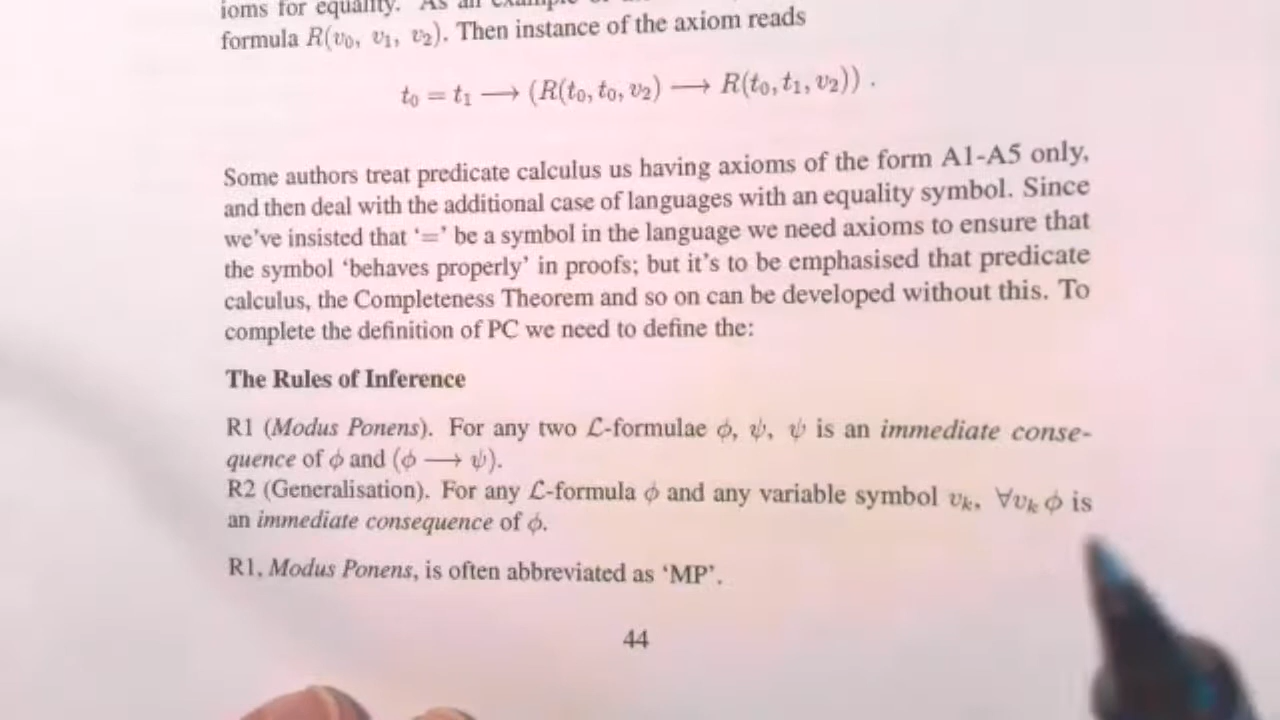 ioms for equality. As an example of
formula R(v₀, v₁, v₂). Then instance of the axiom reads
t₀ = t₁ ⟶ (R(t₀, t₀, v₂) ⟶ R(t₀, t₁, v₂)) .
Some authors treat predicate calculus us having axioms of the form A1-A5 only,
and then deal with the additional case of languages with an equality symbol. Since
we've insisted that ‘=’ be a symbol in the language we need axioms to ensure that
the symbol ‘behaves properly’ in proofs; but it's to be emphasised that predicate
calculus, the Completeness Theorem and so on can be developed without this. To
complete the definition of PC we need to define the:
The Rules of Inference
R1 (Modus Ponens). For any two ℒ-formulae ϕ, ψ, ψ is an immediate conse-
quence of ϕ and (ϕ ⟶ ψ).
R2 (Generalisation). For any ℒ-formula ϕ and any variable symbol vₖ, ∀vₖ ϕ is
an immediate consequence of ϕ.
R1, Modus Ponens, is often abbreviated as ‘MP’.
44